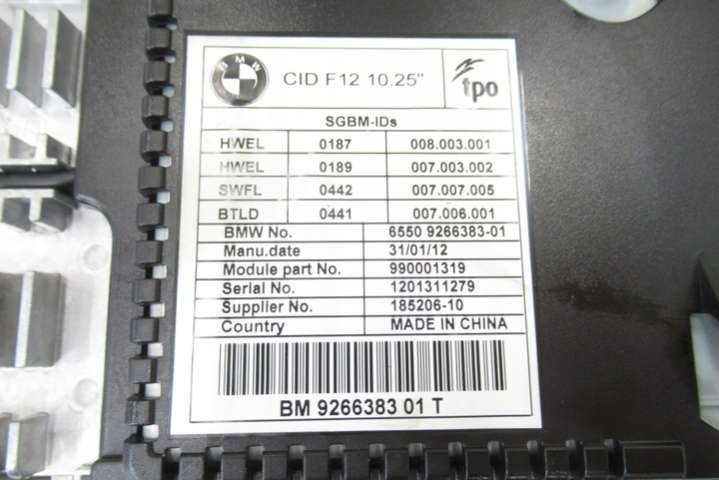 BMW
CID F12 10.25"
tpo
SGBM-IDs
HWEL 0187 008.003.001
HWEL 0189 007.003.002
SWFL 0442 007.007.005
BTLD 0441 007.006.001
BMW No. 6550 9266383-01
Manu.date 31/01/12
Module part No. 990001319
Serial No. 1201311279
Supplier No. 185206-10
Country MADE IN CHINA
BM 9266383 01 T